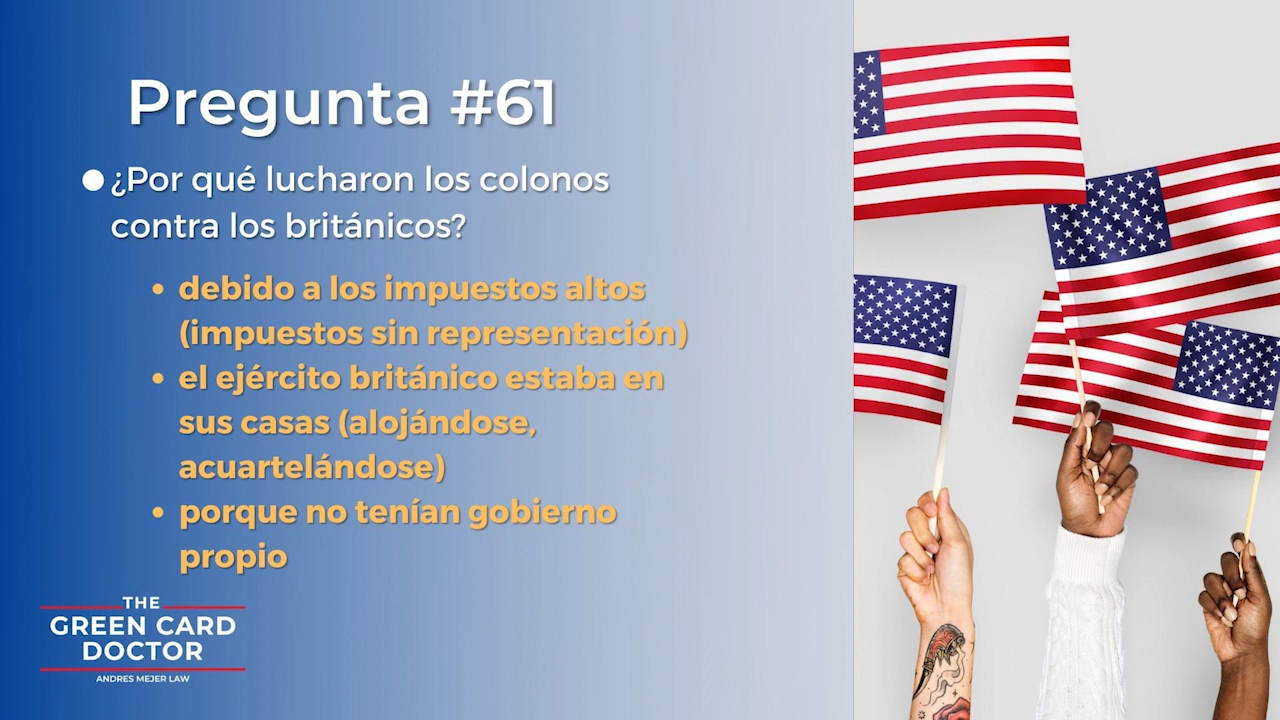 Pregunta #61
● ¿Por qué lucharon los colonos
contra los británicos?
• debido a los impuestos altos
(impuestos sin representación)
• el ejército británico estaba en
sus casas (alojándose,
acuartelándose)
• porque no tenían gobierno
propio
THE
GREEN CARD
DOCTOR
ANDRES MEJER LAW